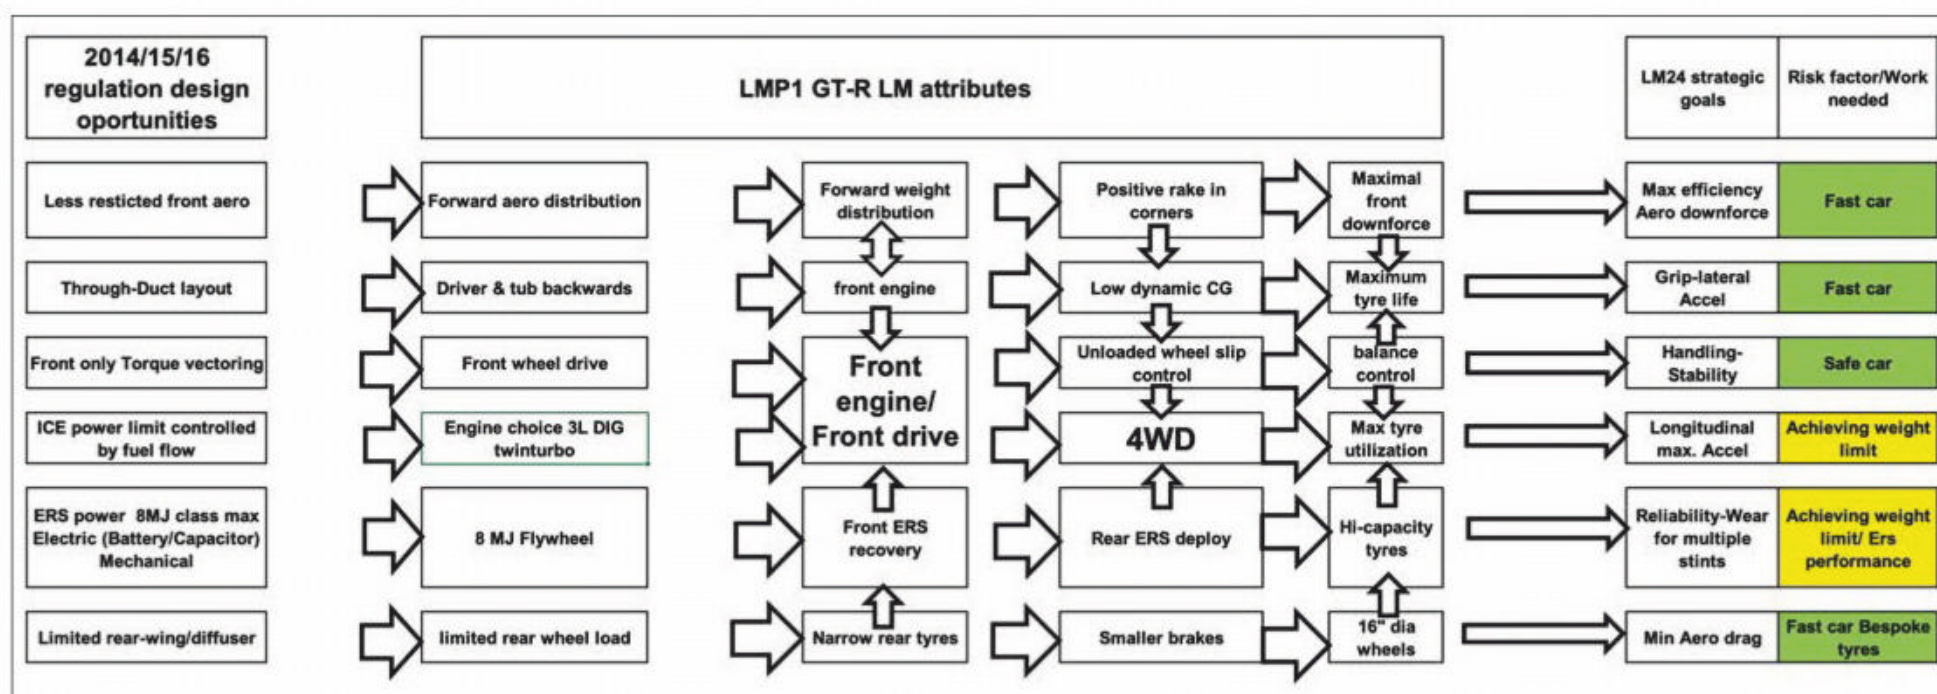 2014/15/16
regulation design
oportunities
LMP1 GT-R LM attributes
LM24 strategic
goals
Risk factor/Work
needed
Less resticted front aero
Forward aero distribution
Forward weight
distribution
Positive rake in
corners
Maximal
front
downforce
Max efficiency
Aero downforce
Fast car
Through-Duct layout
Driver & tub backwards
front engine
Low dynamic CG
Maximum
tyre life
Grip-lateral
Accel
Fast car
Front only Torque vectoring
Front wheel drive
Front
engine/
Front drive
Unloaded wheel slip
control
balance
control
Handling-
Stability
Safe car
ICE power limit controlled
by fuel flow
Engine choice 3L DIG
twinturbo
4WD
Max tyre
utilization
Longitudinal
max. Accel
Achieving weight
limit
ERS power 8MJ class max
Electric (Battery/Capacitor)
Mechanical
8 MJ Flywheel
Front ERS
recovery
Rear ERS deploy
Hi-capacity
tyres
Reliability-Wear
for multiple
stints
Achieving weight
limit/ Ers
performance
Limited rear-wing/diffuser
limited rear wheel load
Narrow rear tyres
Smaller brakes
16" dia
wheels
Min Aero drag
Fast car Bespoke
tyres